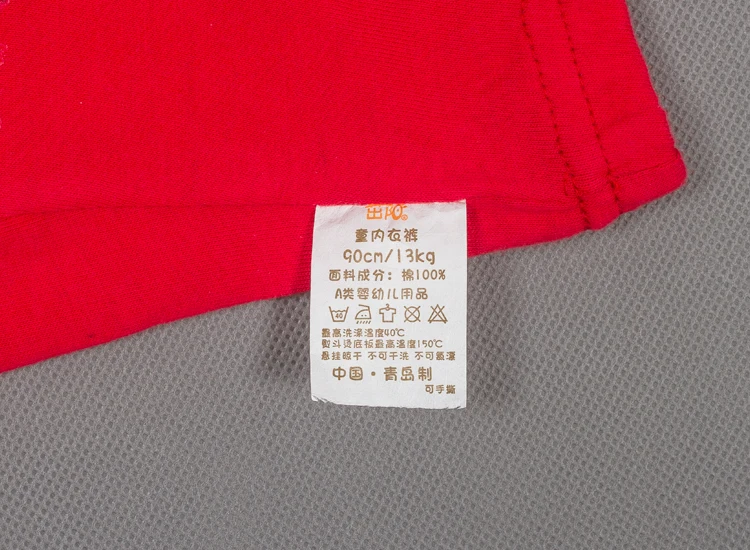 童内衣裤
90cm/13kg
面料成分：棉100%
A类婴幼儿用品
40
最高洗涤温度40℃
熨斗烫底板最高温度150℃
悬挂晾干 不可干洗 不可氯漂
中国·青岛制
可手撕